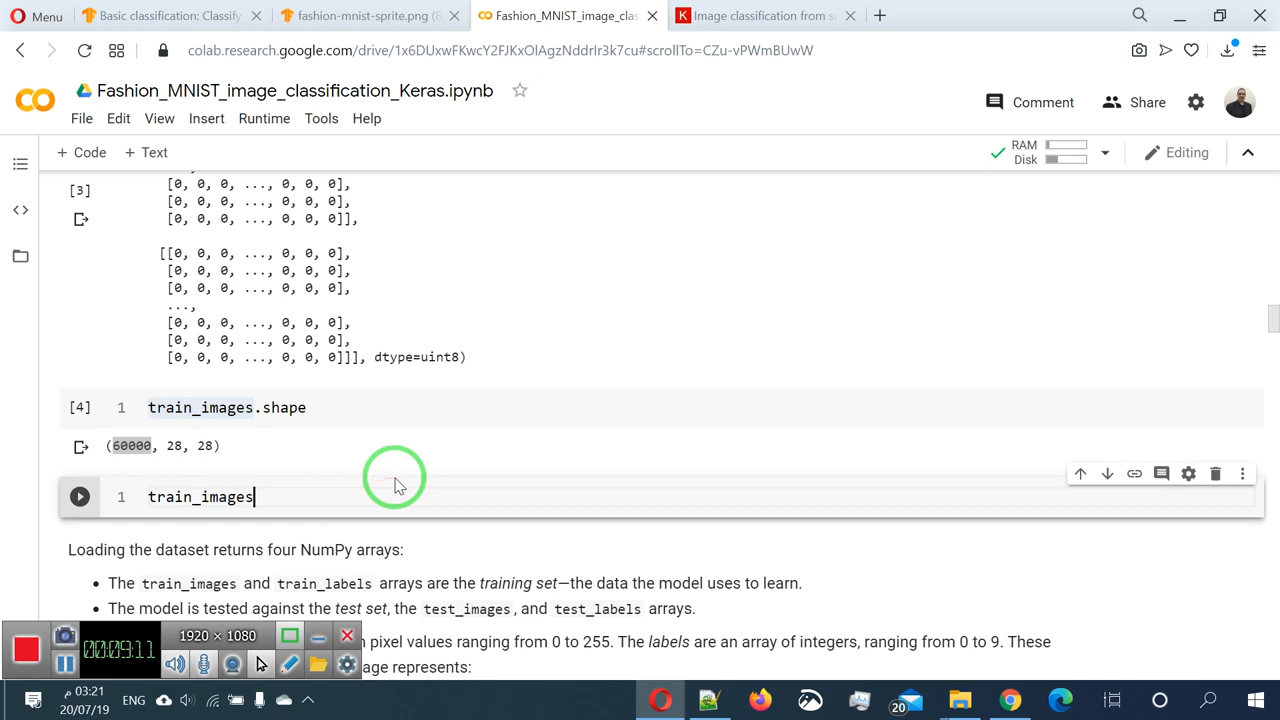 Menu
Basic classification: Classify
fashion-mnist-sprite.png (8
Fashion_MNIST_image_clas
Image classification from s
colab.research.google.com/drive/1x6DUxwFKwcY2FJKxOlAgzNddrIr3k7cu#scrollTo=CZu-vPWmBUwW
Fashion_MNIST_image_classification_Keras.ipynb
Comment
Share
File Edit View Insert Runtime Tools Help
+ Code + Text
RAM
Disk
Editing
[3]
[0, 0, 0, ..., 0, 0, 0],
[0, 0, 0, ..., 0, 0, 0],
[0, 0, 0, ..., 0, 0, 0]],
[[0, 0, 0, ..., 0, 0, 0],
[0, 0, 0, ..., 0, 0, 0],
[0, 0, 0, ..., 0, 0, 0],
...,
[0, 0, 0, ..., 0, 0, 0],
[0, 0, 0, ..., 0, 0, 0],
[0, 0, 0, ..., 0, 0, 0]]], dtype=uint8)
[4] 1 train_images.shape
(60000, 28, 28)
1 train_images
Loading the dataset returns four NumPy arrays:
• The train_images and train_labels arrays are the training set—the data the model uses to learn.
• The model is tested against the test set, the test_images, and test_labels arrays.
pixel values ranging from 0 to 255. The labels are an array of integers, ranging from 0 to 9. These
age represents:
1920 × 1080
00:09:11
03:21 م
20/07/19
ENG
20